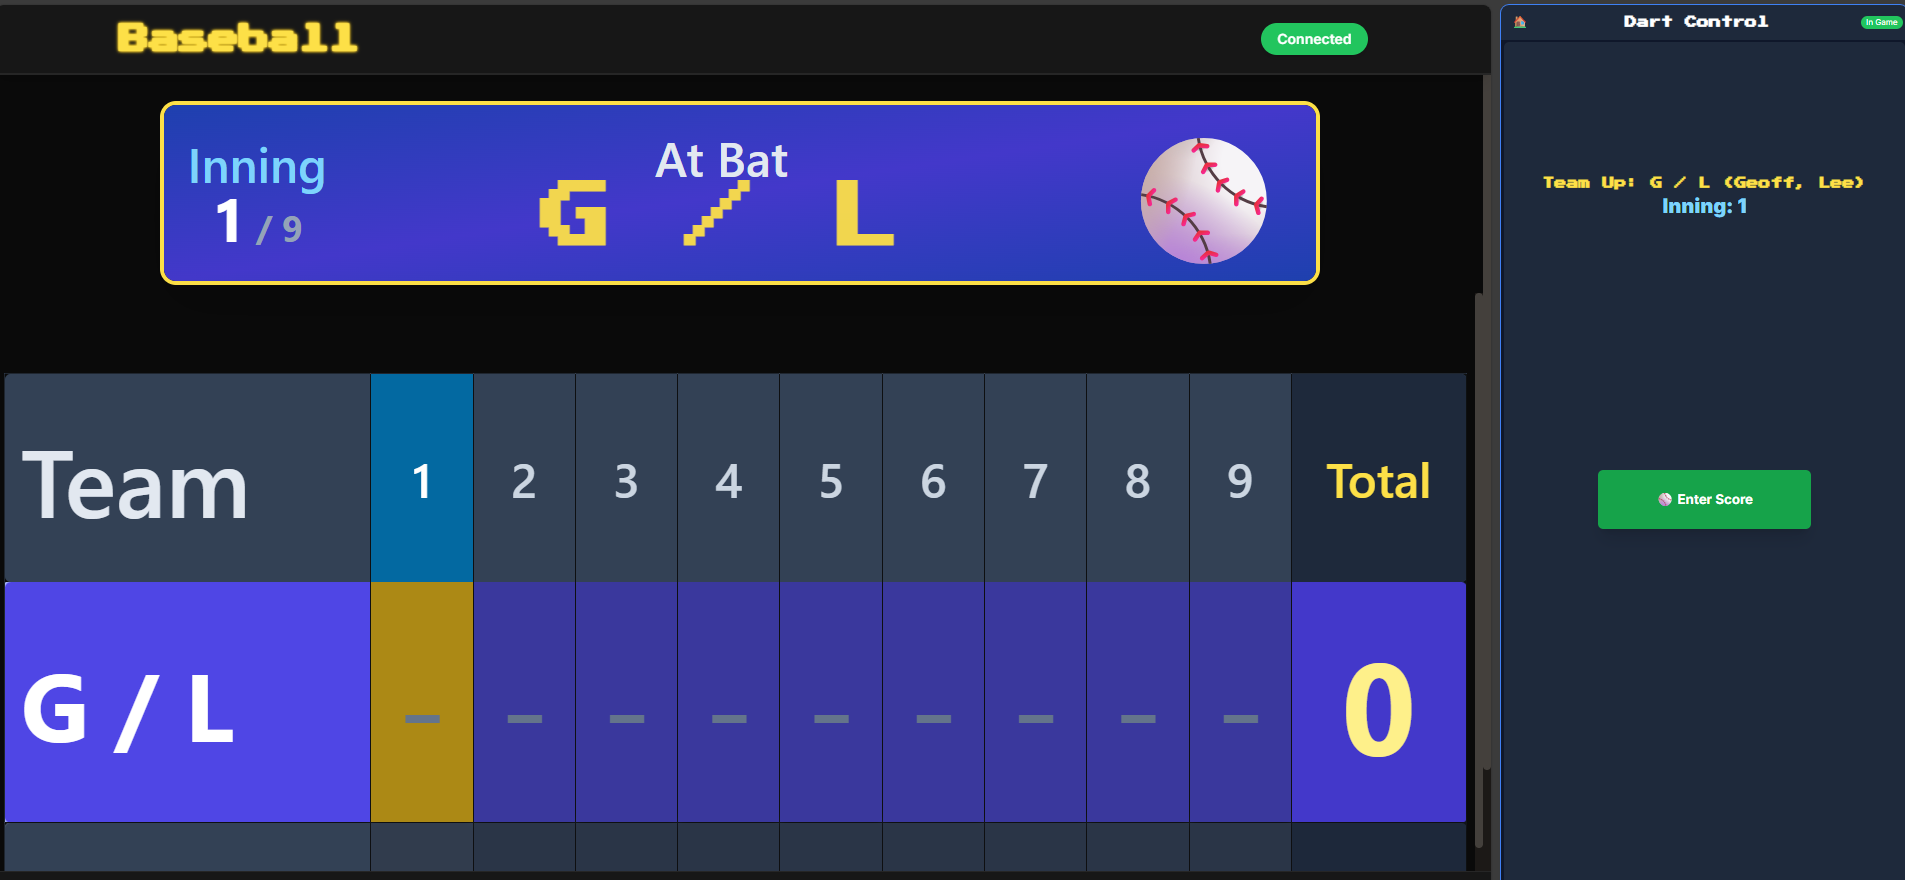 Baseball
Connected
Inning
1 / 9
At Bat
G / L
Team 1 2 3 4 5 6 7 8 9 Total
G / L – – – – – – – – – 0
Dart Control
In Game
Team Up: G / L (Geoff, Lee)
Inning: 1
Enter Score